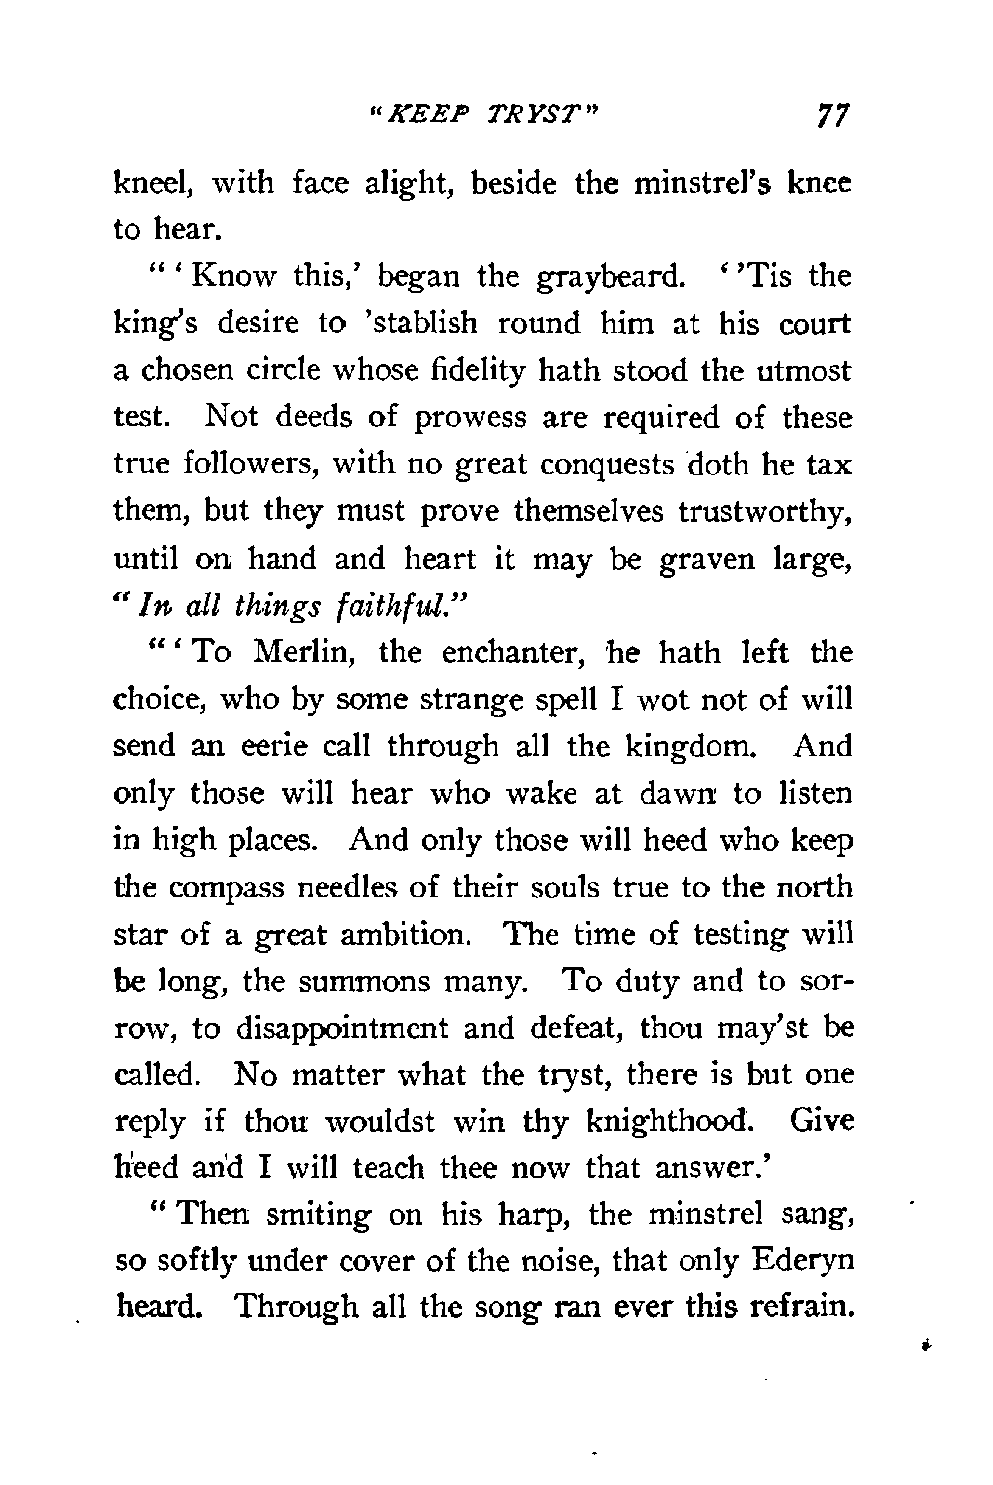 "KEEP TRYST" 77
kneel, with face alight, beside the minstrel's knee
to hear.
" ' Know this,' began the graybeard. ' 'Tis the
king's desire to 'stablish round him at his court
a chosen circle whose fidelity hath stood the utmost
test. Not deeds of prowess are required of these
true followers, with no great conquests doth he tax
them, but they must prove themselves trustworthy,
until on hand and heart it may be graven large,
" In all things faithful."
" ' To Merlin, the enchanter, he hath left the
choice, who by some strange spell I wot not of will
send an eerie call through all the kingdom. And
only those will hear who wake at dawn to listen
in high places. And only those will heed who keep
the compass needles of their souls true to the north
star of a great ambition. The time of testing will
be long, the summons many. To duty and to sor-
row, to disappointment and defeat, thou may'st be
called. No matter what the tryst, there is but one
reply if thou wouldst win thy knighthood. Give
heed and I will teach thee now that answer.'
" Then smiting on his harp, the minstrel sang,
so softly under cover of the noise, that only Ederyn
heard. Through all the song ran ever this refrain.